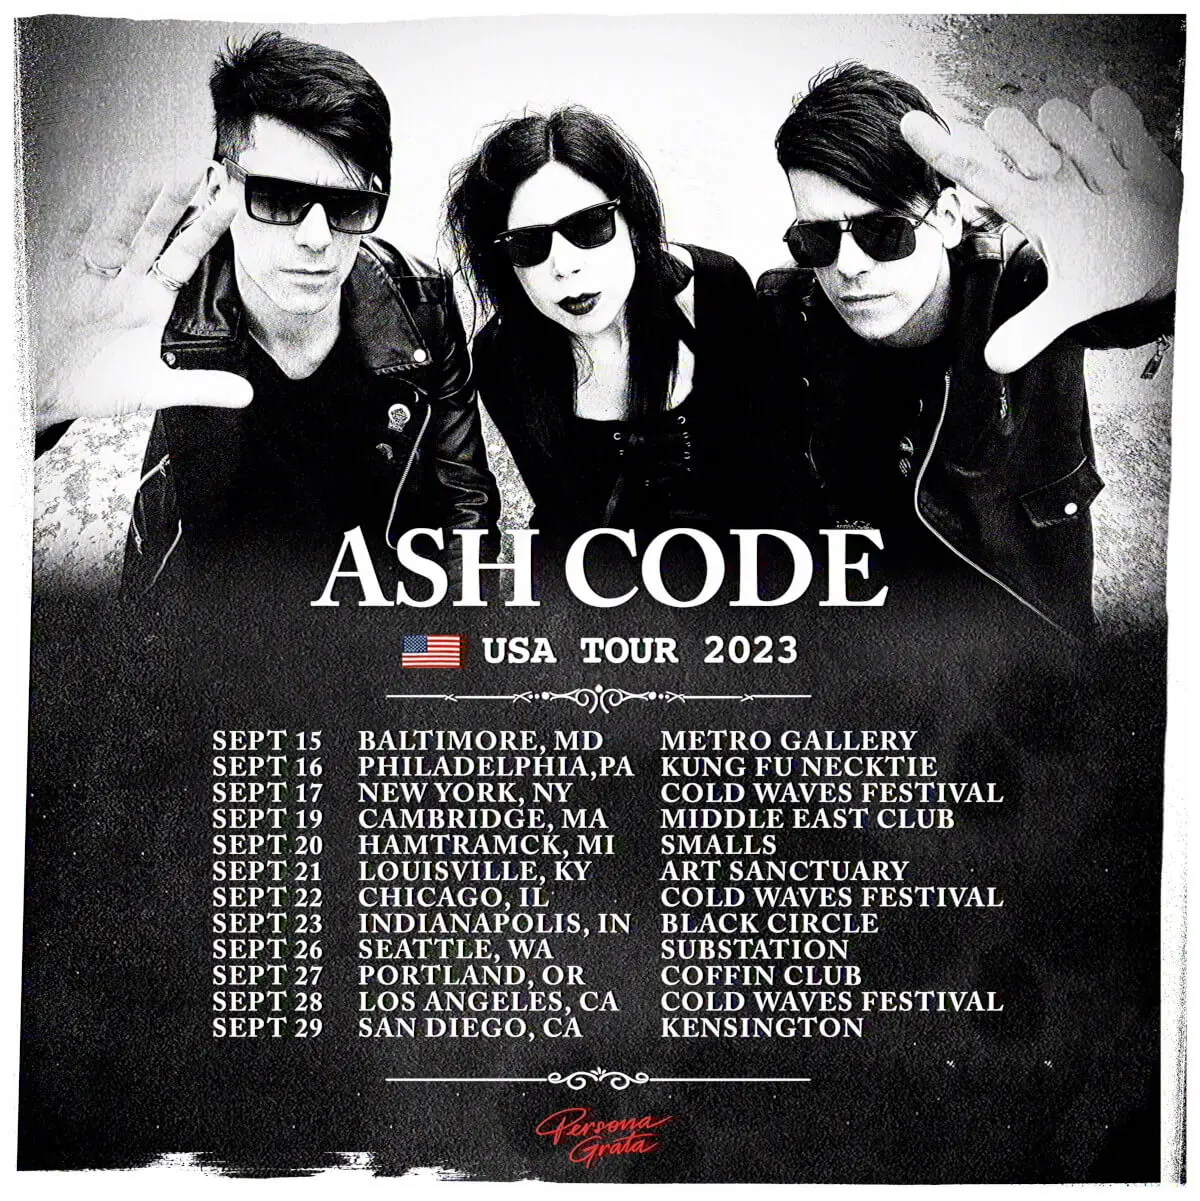 ASH CODE
USA TOUR 2023
SEPT 15 BALTIMORE, MD METRO GALLERY
SEPT 16 PHILADELPHIA,PA KUNG FU NECKTIE
SEPT 17 NEW YORK, NY COLD WAVES FESTIVAL
SEPT 19 CAMBRIDGE, MA MIDDLE EAST CLUB
SEPT 20 HAMTRAMCK, MI SMALLS
SEPT 21 LOUISVILLE, KY ART SANCTUARY
SEPT 22 CHICAGO, IL COLD WAVES FESTIVAL
SEPT 23 INDIANAPOLIS, IN BLACK CIRCLE
SEPT 26 SEATTLE, WA SUBSTATION
SEPT 27 PORTLAND, OR COFFIN CLUB
SEPT 28 LOS ANGELES, CA COLD WAVES FESTIVAL
SEPT 29 SAN DIEGO, CA KENSINGTON
Persona
Grata